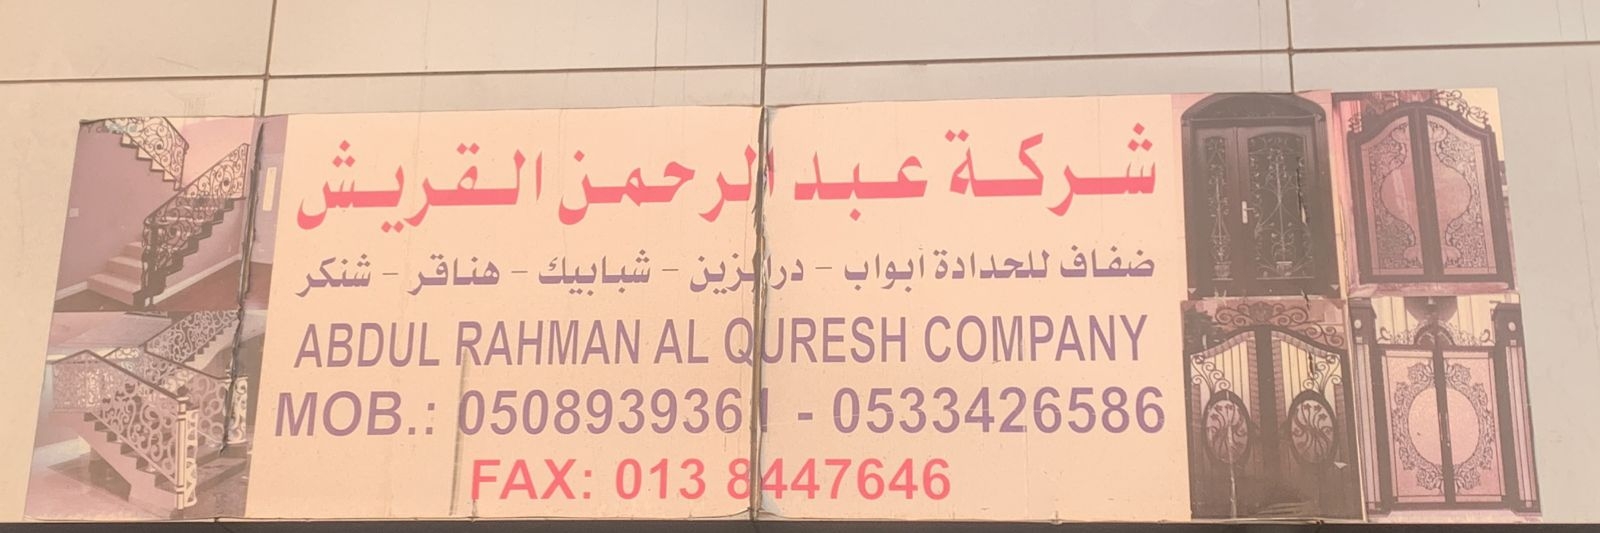 شركة عبد الرحمن القريش
ضفاف للحدادة ابواب - درابزين - شبابيك - هناقر - شنكر
ABDUL RAHMAN AL QURESH COMPANY
MOB.: 0508939361 - 0533426586
FAX: 013 8447646